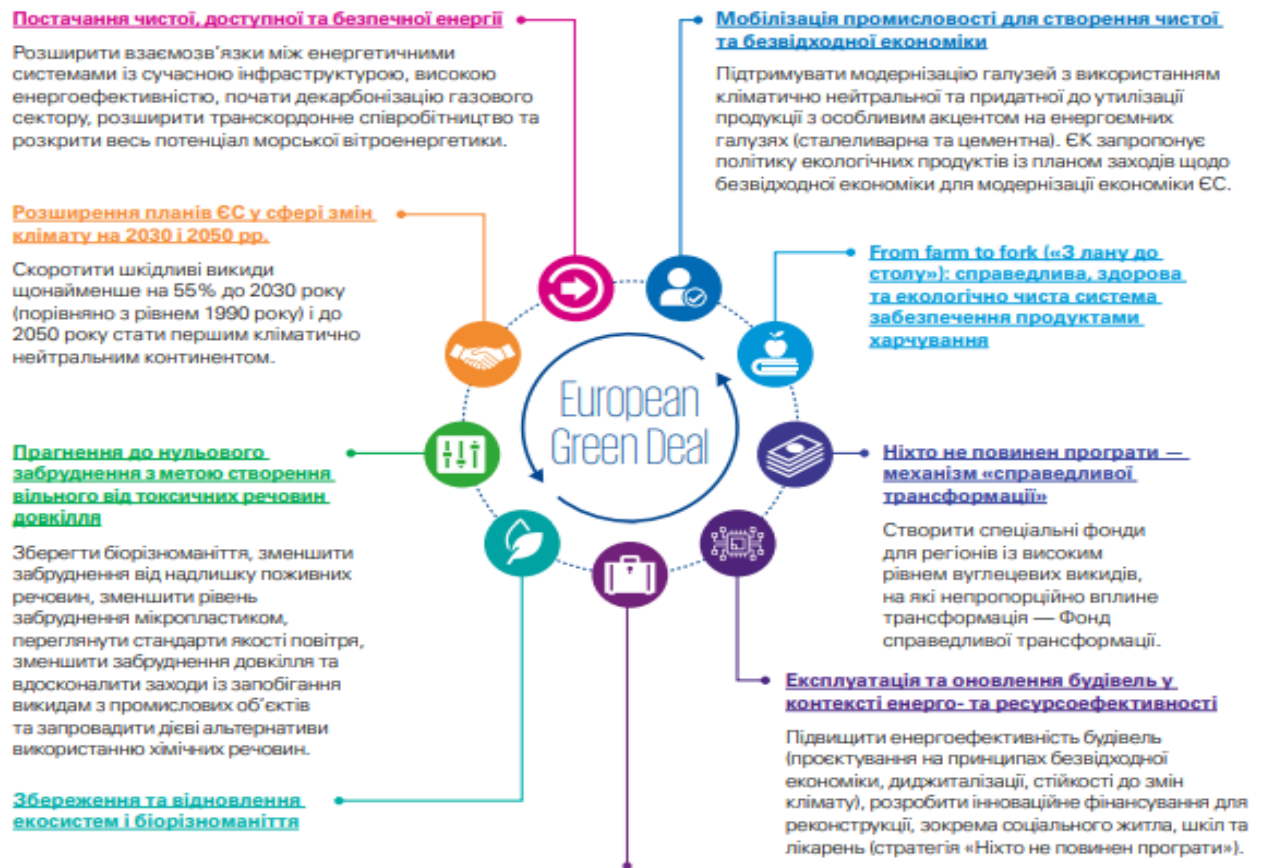 Постачання чистої, доступної та безпечної енергії
Розширити взаємозв’язки між енергетичними
системами із сучасною інфраструктурою, високою
енергоефективністю, почати декарбонізацію газового
сектору, розширити транскордонне співробітництво та
розкрити весь потенціал морської вітроенергетики.
Розширення планів ЄС у сфері змін
клімату на 2030 і 2050 рр.
Скоротити шкідливі викиди
щонайменше на 55% до 2030 року
(порівняно з рівнем 1990 року) і до
2050 року стати першим кліматично
нейтральним континентом.
Прагнення до нульового
забруднення з метою створення
вільного від токсичних речовин
довкілля
Зберегти біорізноманіття, зменшити
забруднення від надлишку поживних
речовин, зменшити рівень
забруднення мікропластиком,
переглянути стандарти якості повітря,
зменшити забруднення довкілля та
вдосконалити заходи із запобігання
викидам з промислових об’єктів
та запровадити дієві альтернативи
використанню хімічних речовин.
Збереження та відновлення
екосистем і біорізноманіття
European
Green Deal
Мобілізація промисловості для створення чистої
та безвідходної економіки
Підтримувати модернізацію галузей з використанням
кліматично нейтральної та придатної до утилізації
продукції з особливим акцентом на енергоємних
галузях (сталеливарна та цементна). ЄК запропонує
політику екологічних продуктів із планом заходів щодо
безвідходної економіки для модернізації економіки ЄС.
From farm to fork («З лану до
столу»): справедлива, здорова
та екологічно чиста система
забезпечення продуктами
харчування
Ніхто не повинен програти —
механізм «справедливої
трансформації»
Створити спеціальні фонди
для регіонів із високим
рівнем вуглецевих викидів,
на які непропорційно вплине
трансформація — Фонд
справедливої трансформації.
Експлуатація та оновлення будівель у
контексті енерго- та ресурсоефективності
Підвищити енергоефективність будівель
(проєктування на принципах безвідходної
економіки, диджиталізації, стійкості до змін
клімату), розробити інноваційне фінансування для
реконструкції, зокрема соціального житла, шкіл та
лікарень (стратегія «Ніхто не повинен програти»).